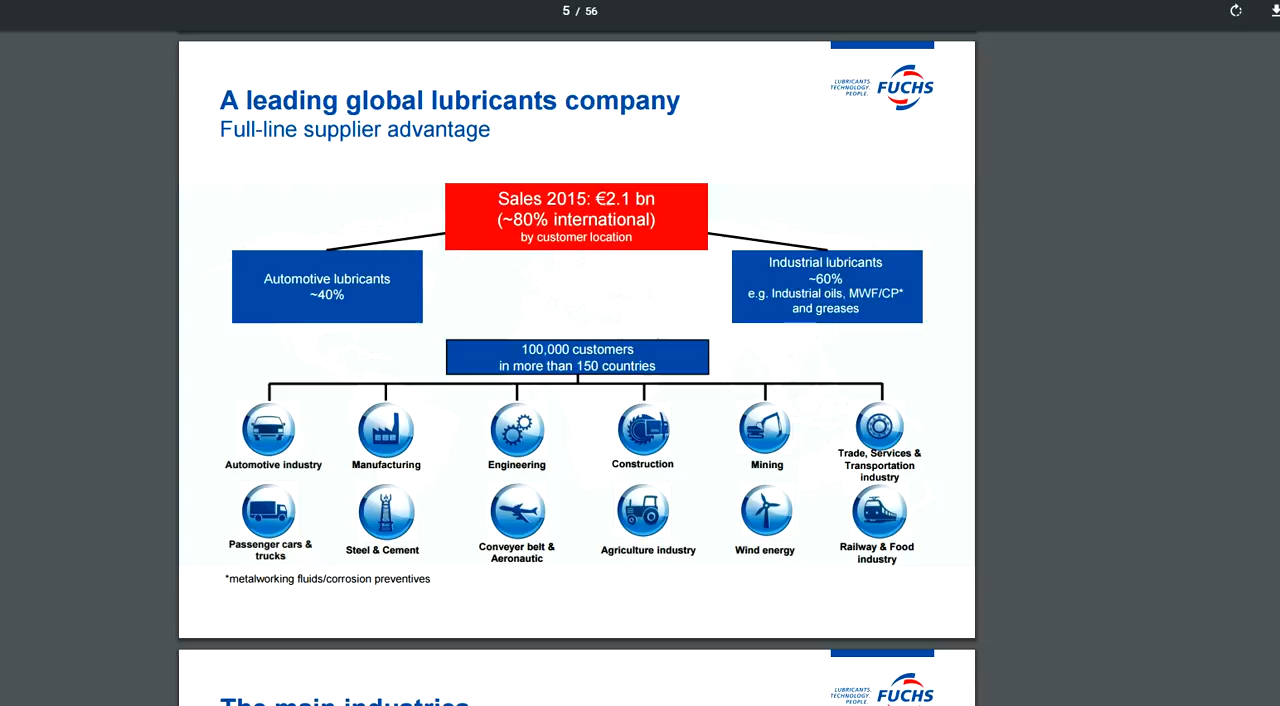 5 / 56
LUBRICANTS.
TECHNOLOGY.
PEOPLE.
FUCHS
A leading global lubricants company
Full-line supplier advantage
Sales 2015: €2.1 bn
(~80% international)
by customer location
Automotive lubricants
~40%
Industrial lubricants
~60%
e.g. Industrial oils, MWF/CP*
and greases
100,000 customers
in more than 150 countries
Automotive industry
Manufacturing
Engineering
Construction
Mining
Trade, Services &
Transportation
industry
Passenger cars &
trucks
Steel & Cement
Conveyer belt &
Aeronautic
Agriculture industry
Wind energy
Railway & Food
industry
*metalworking fluids/corrosion preventives
LUBRICANTS.
TECHNOLOGY.
PEOPLE.
FUCHS
The main industries